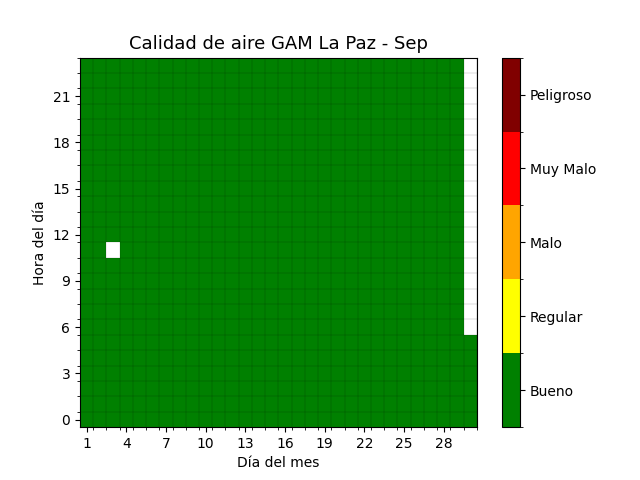 Calidad de aire GAM La Paz - Sep
Hora del día
21
18
15
12
9
6
3
0
1 4 7 10 13 16 19 22 25 28
Día del mes
Peligroso
Muy Malo
Malo
Regular
Bueno